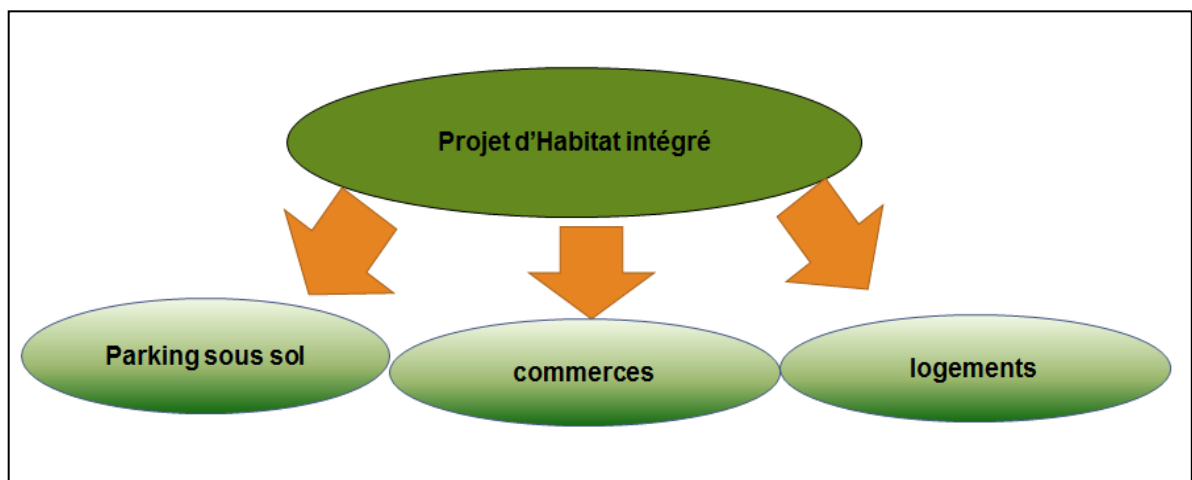 Projet d’Habitat intégré
Parking sous sol
commerces
logements